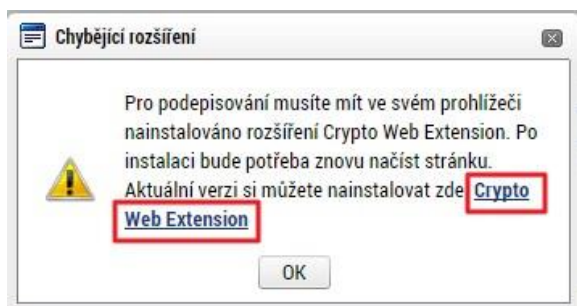 Chybějící rozšíření
Pro podepisování musíte mít ve svém prohlížeči
nainstalováno rozšíření Crypto Web Extension. Po
instalaci bude potřeba znovu načíst stránku.
Aktuální verzi si můžete nainstalovat zde Crypto
Web Extension
OK